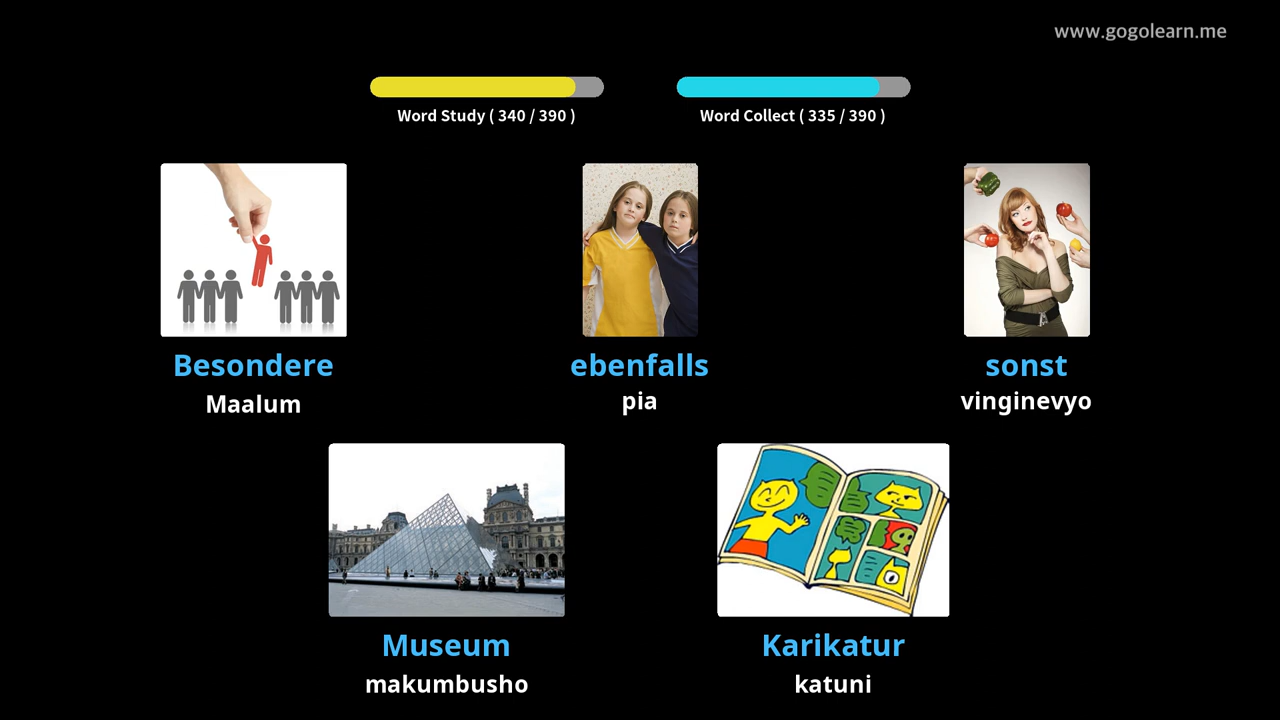 www.gogolearn.me
Word Study ( 340 / 390 )
Word Collect ( 335 / 390 )
Besondere
ebenfalls
sonst
Maalum
pia
vinginevyo
Museum
Karikatur
makumbusho
katuni